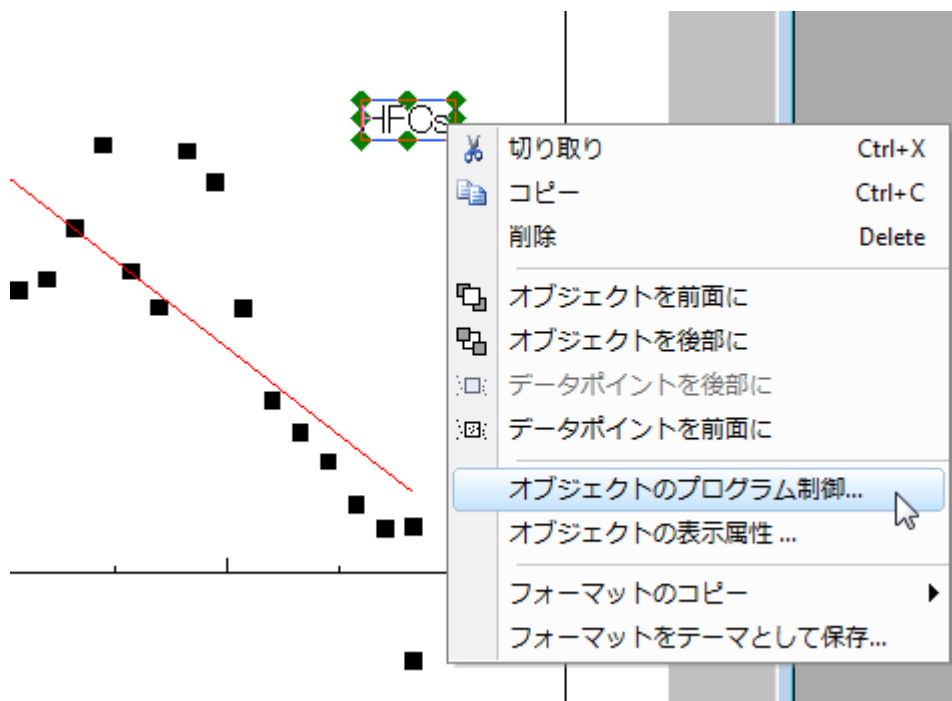 HFCs
切り取り Ctrl+X
コピー Ctrl+C
削除 Delete
オブジェクトを前面に
オブジェクトを後部に
データポイントを後部に
データポイントを前面に
オブジェクトのプログラム制御...
オブジェクトの表示属性 ...
フォーマットのコピー
フォーマットをテーマとして保存...